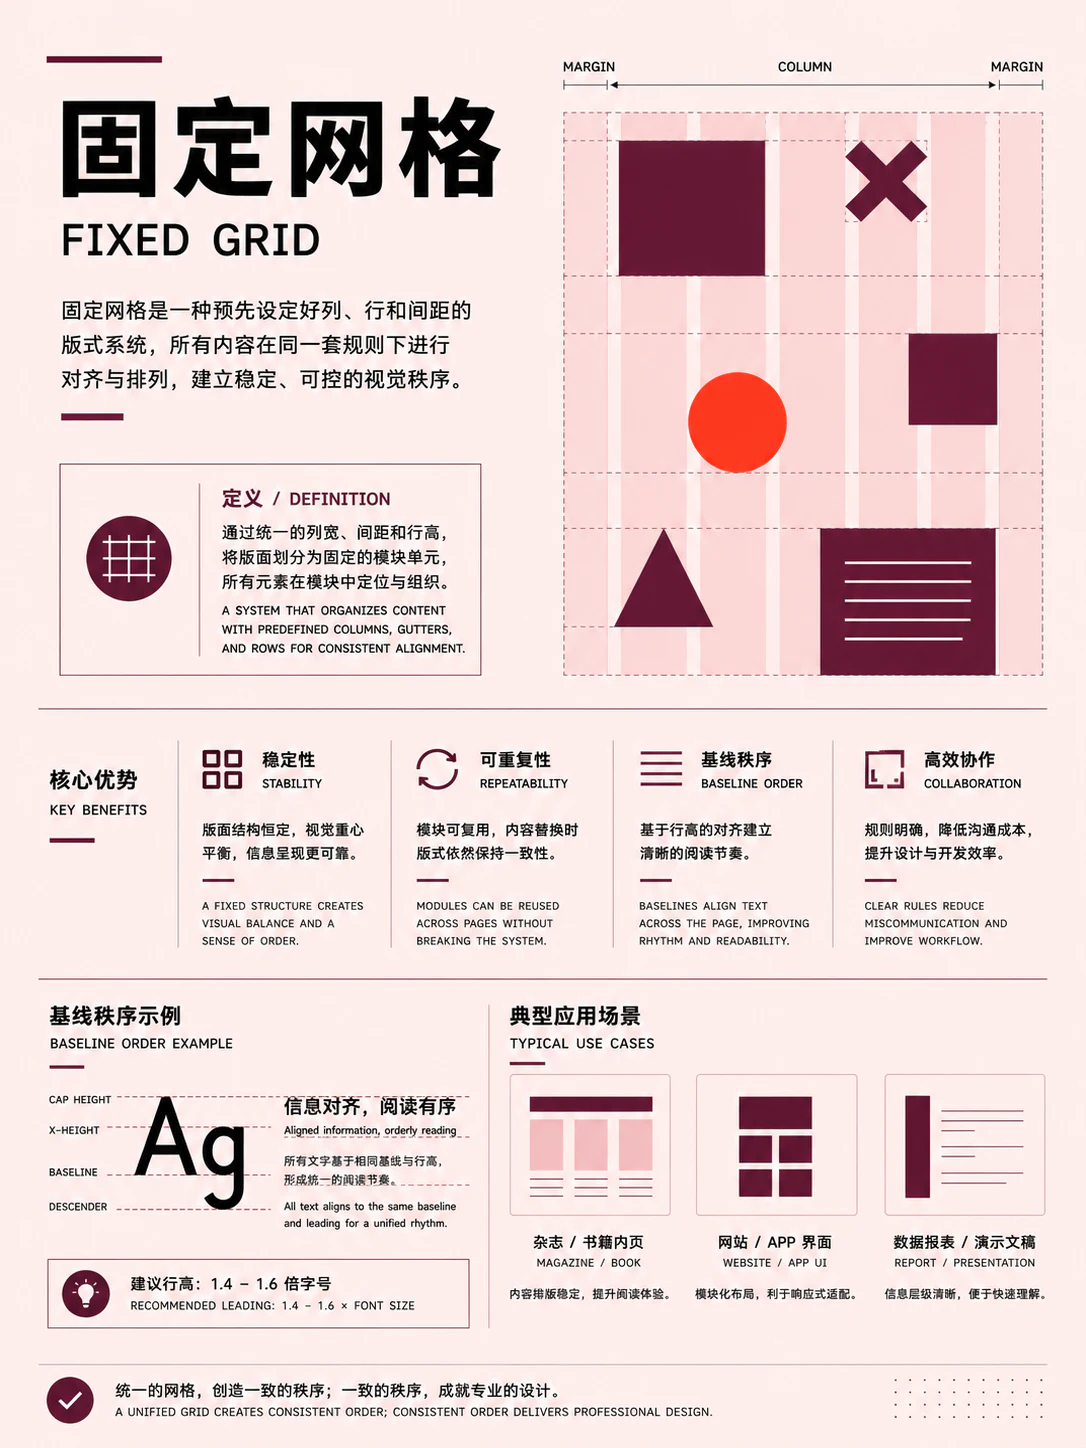 固定网格
FIXED GRID
固定网格是一种预先设定好列、行和间距的
版式系统，所有内容在同一套规则下进行
对齐与排列，建立稳定、可控的视觉秩序。
定义 / DEFINITION
通过统一的列宽、间距和行高，
将版面划分为固定的模块单元，
所有元素在模块中定位与组织。
A SYSTEM THAT ORGANIZES CONTENT
WITH PREDEFINED COLUMNS, GUTTERS,
AND ROWS FOR CONSISTENT ALIGNMENT.
MARGIN
COLUMN
MARGIN
核心优势
KEY BENEFITS
稳定性
STABILITY
版面结构恒定，视觉重心
平衡，信息呈现更可靠。
A FIXED STRUCTURE CREATES
VISUAL BALANCE AND A
SENSE OF ORDER.
可重复性
REPEATABILITY
模块可复用，内容替换时
版式依然保持一致性。
MODULES CAN BE REUSED
ACROSS PAGES WITHOUT
BREAKING THE SYSTEM.
基线秩序
BASELINE ORDER
基于行高的对齐建立
清晰的阅读节奏。
BASELINES ALIGN TEXT
ACROSS THE PAGE, IMPROVING
RHYTHM AND READABILITY.
高效协作
COLLABORATION
规则明确，降低沟通成本，
提升设计与开发效率。
CLEAR RULES REDUCE
MISCOMMUNICATION AND
IMPROVE WORKFLOW.
基线秩序示例
BASELINE ORDER EXAMPLE
CAP HEIGHT
X-HEIGHT
BASELINE
DESCENDER
Ag
信息对齐，阅读有序
Aligned information, orderly reading
所有文字基于相同基线与行高，
形成统一的阅读节奏。
All text aligns to the same baseline
and leading for a unified rhythm.
建议行高：1.4 – 1.6 倍字号
RECOMMENDED LEADING: 1.4 – 1.6 × FONT SIZE
典型应用场景
TYPICAL USE CASES
杂志 / 书籍内页
MAGAZINE / BOOK
内容排版稳定，提升阅读体验。
网站 / APP 界面
WEBSITE / APP UI
模块化布局，利于响应式适配。
数据报表 / 演示文稿
REPORT / PRESENTATION
信息层级清晰，便于快速理解。
统一的网格，创造一致的秩序；一致的秩序，成就专业的设计。
A UNIFIED GRID CREATES CONSISTENT ORDER; CONSISTENT ORDER DELIVERS PROFESSIONAL DESIGN.